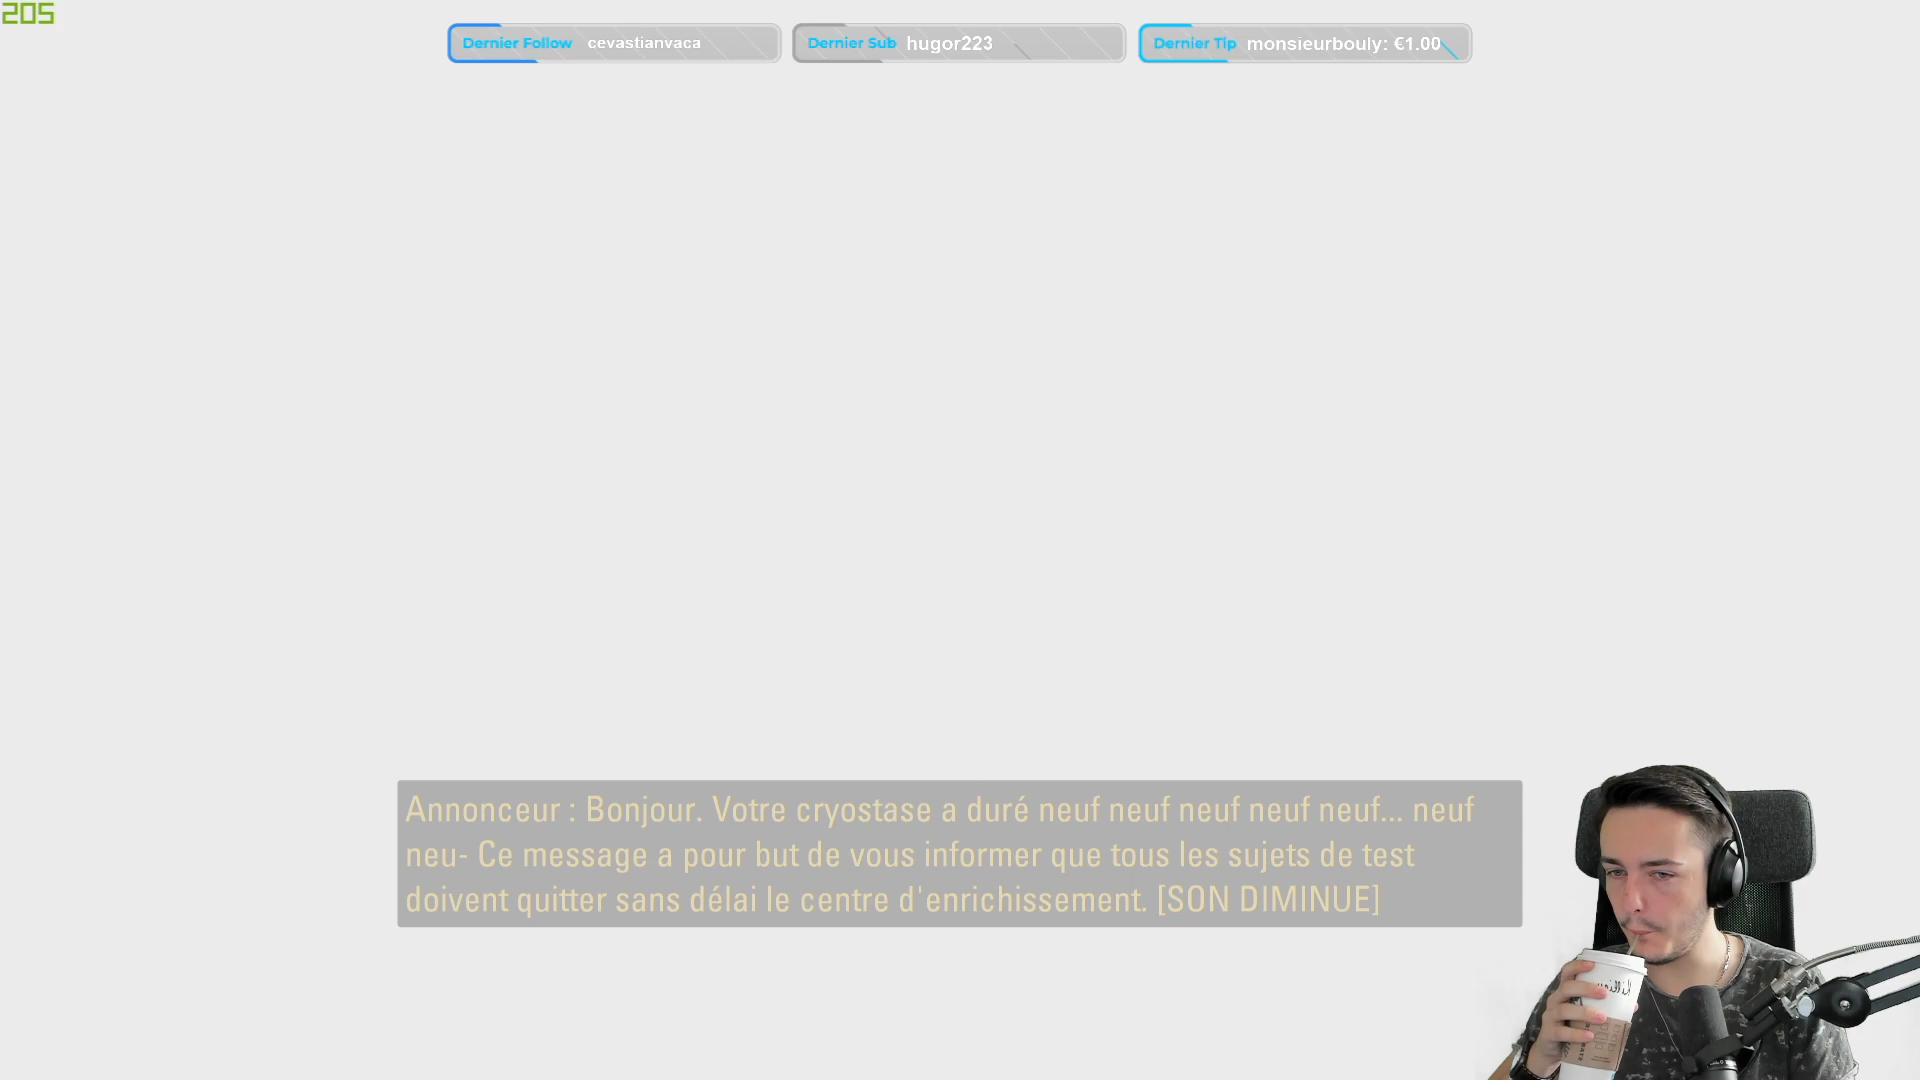 205
Dernier Follow cevastianvaca
Dernier Sub hugor223
Dernier Tip monsieurbouly: €1.00
Annonceur : Bonjour. Votre cryostase a duré neuf neuf neuf neuf neuf... neuf
neu- Ce message a pour but de vous informer que tous les sujets de test
doivent quitter sans délai le centre d'enrichissement. [SON DIMINUE]